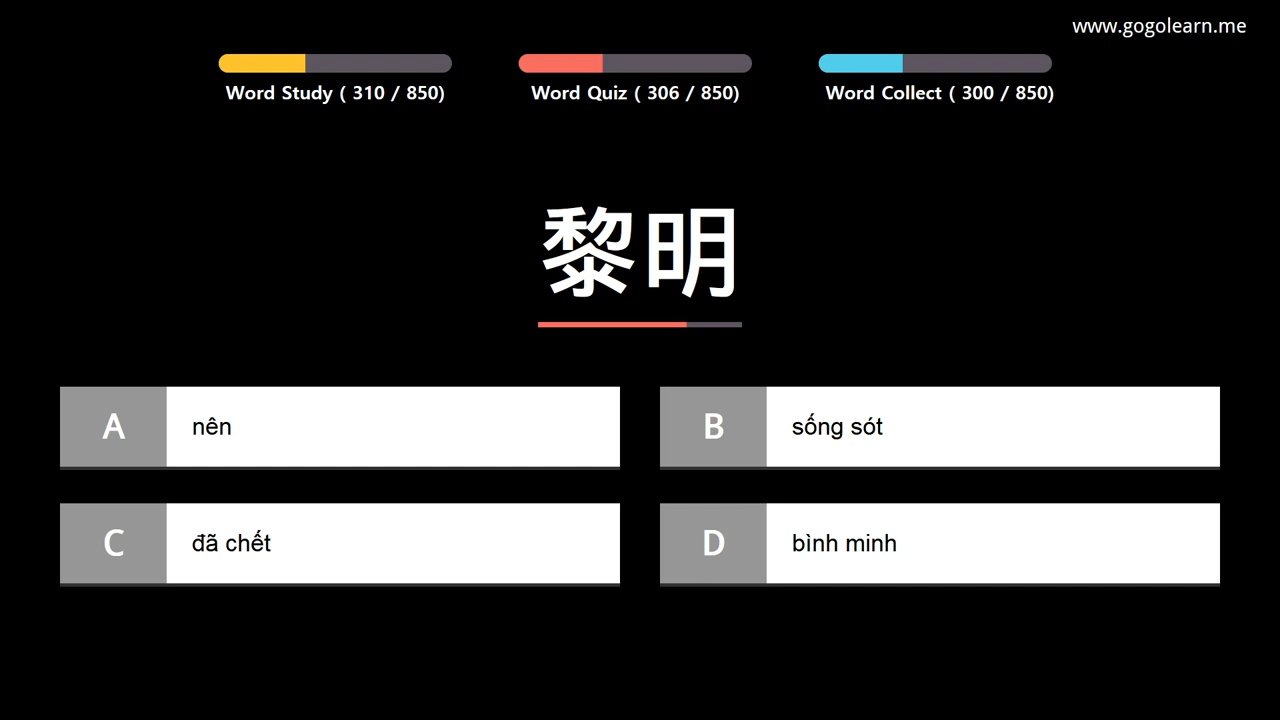 www.gogolearn.me
Word Study ( 310 / 850)
Word Quiz ( 306 / 850)
Word Collect ( 300 / 850)
黎明
A nên
B sống sót
C đã chết
D bình minh